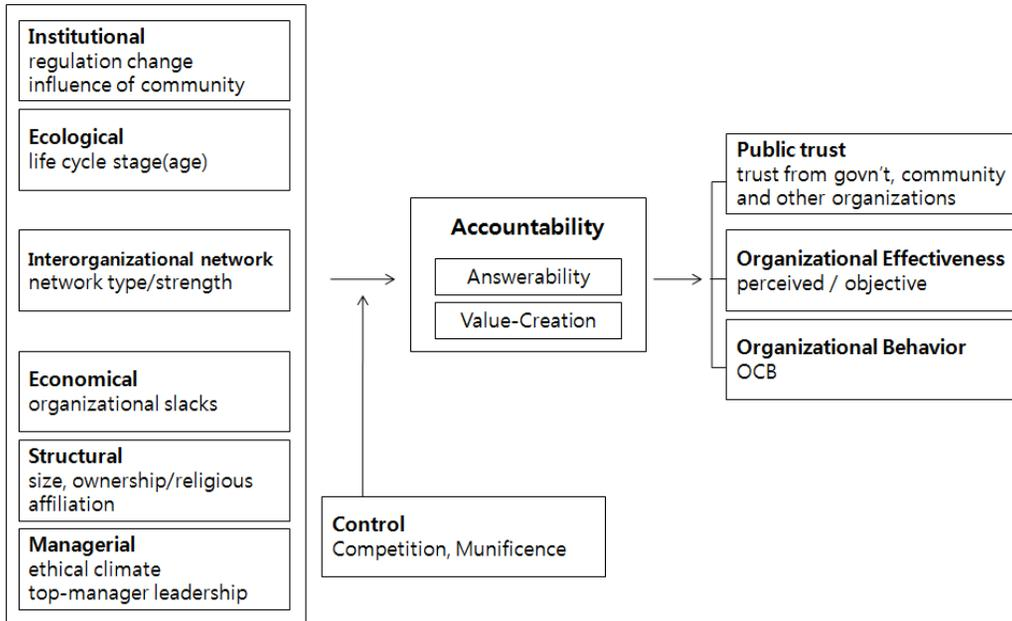 Institutional
regulation change
influence of community
Ecological
life cycle stage(age)
Interorganizational network
network type/strength
Economical
organizational slacks
Structural
size, ownership/religious
affiliation
Managerial
ethical climate
top-manager leadership
Control
Competition, Munificence
Accountability
Answerability
Value-Creation
Public trust
trust from govn't, community
and other organizations
Organizational Effectiveness
perceived / objective
Organizational Behavior
OCB